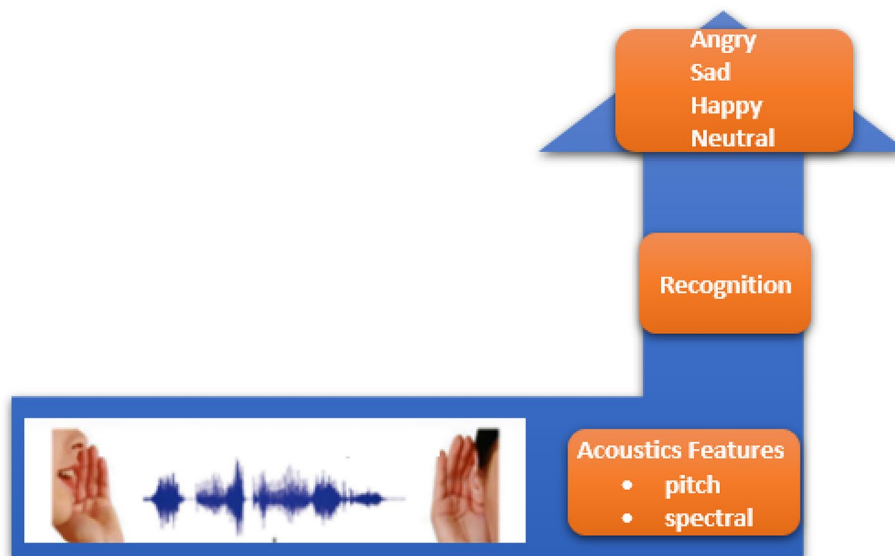 Angry
Sad
Happy
Neutral
Recognition
Acoustics Features
• pitch
• spectral